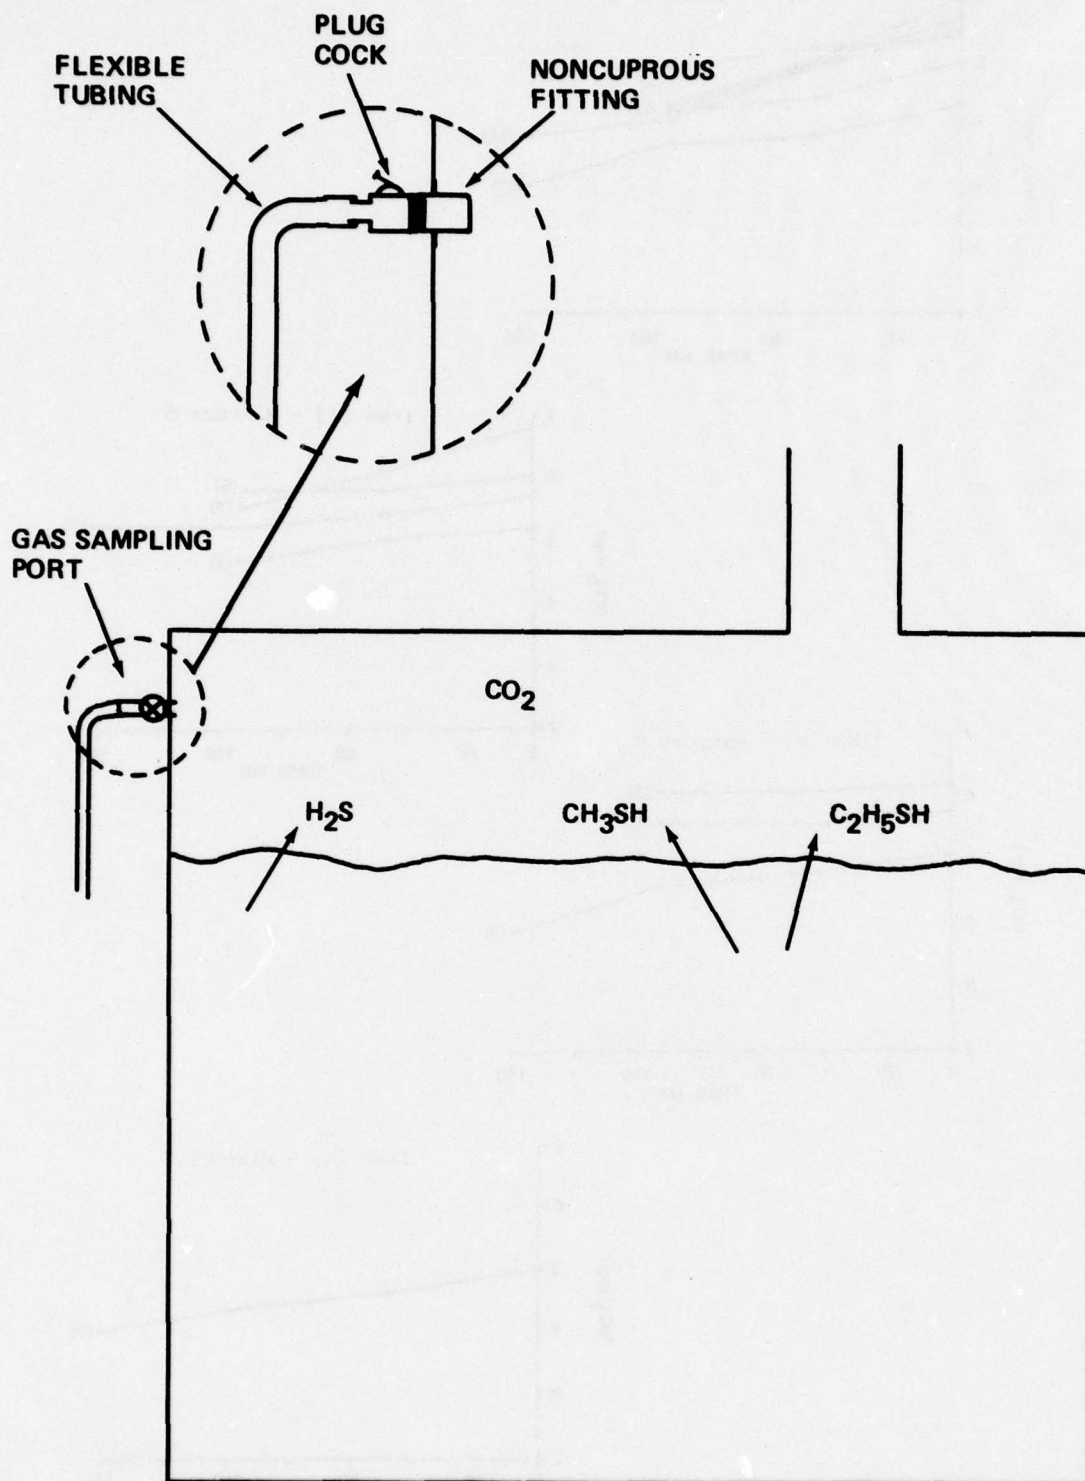 PLUG
COCK
FLEXIBLE
TUBING
NONCUPROUS
FITTING
GAS SAMPLING
PORT
CO₂
H₂S
CH₃SH
C₂H₅SH